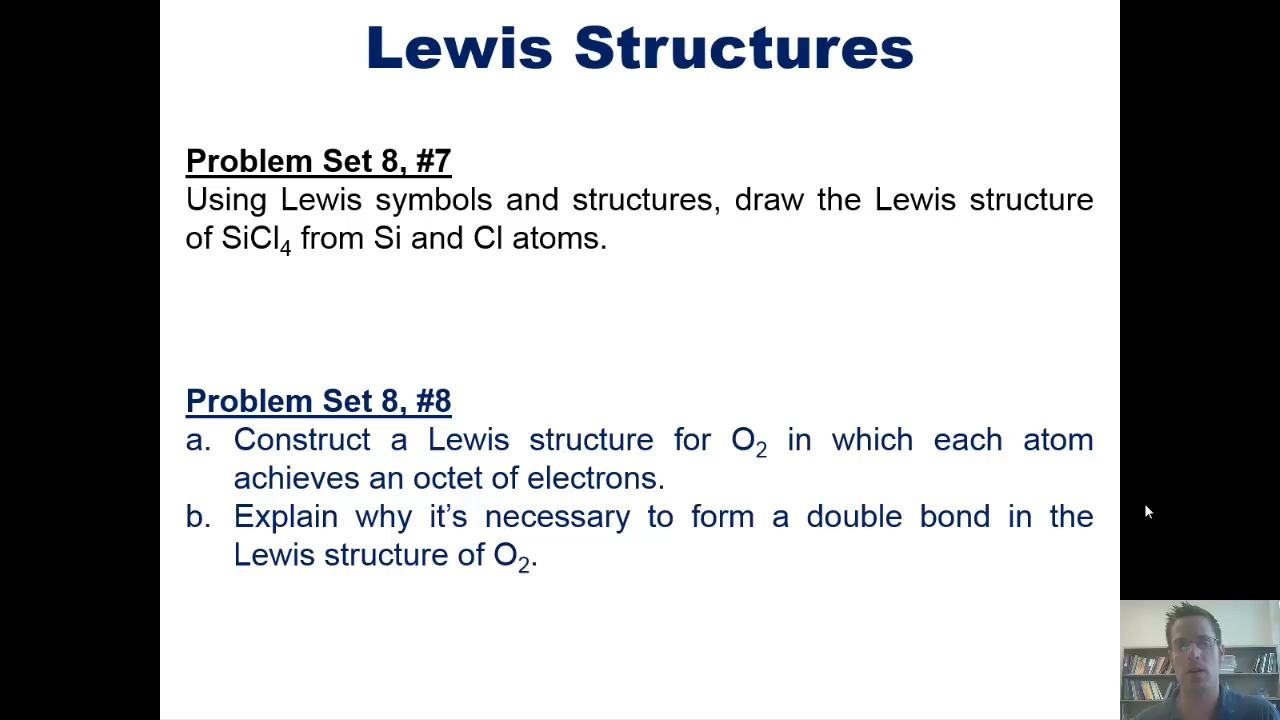 Lewis Structures
Problem Set 8, #7
Using Lewis symbols and structures, draw the Lewis structure
of SiCl₄ from Si and Cl atoms.
Problem Set 8, #8
a. Construct a Lewis structure for O₂ in which each atom
achieves an octet of electrons.
b. Explain why it’s necessary to form a double bond in the
Lewis structure of O₂.